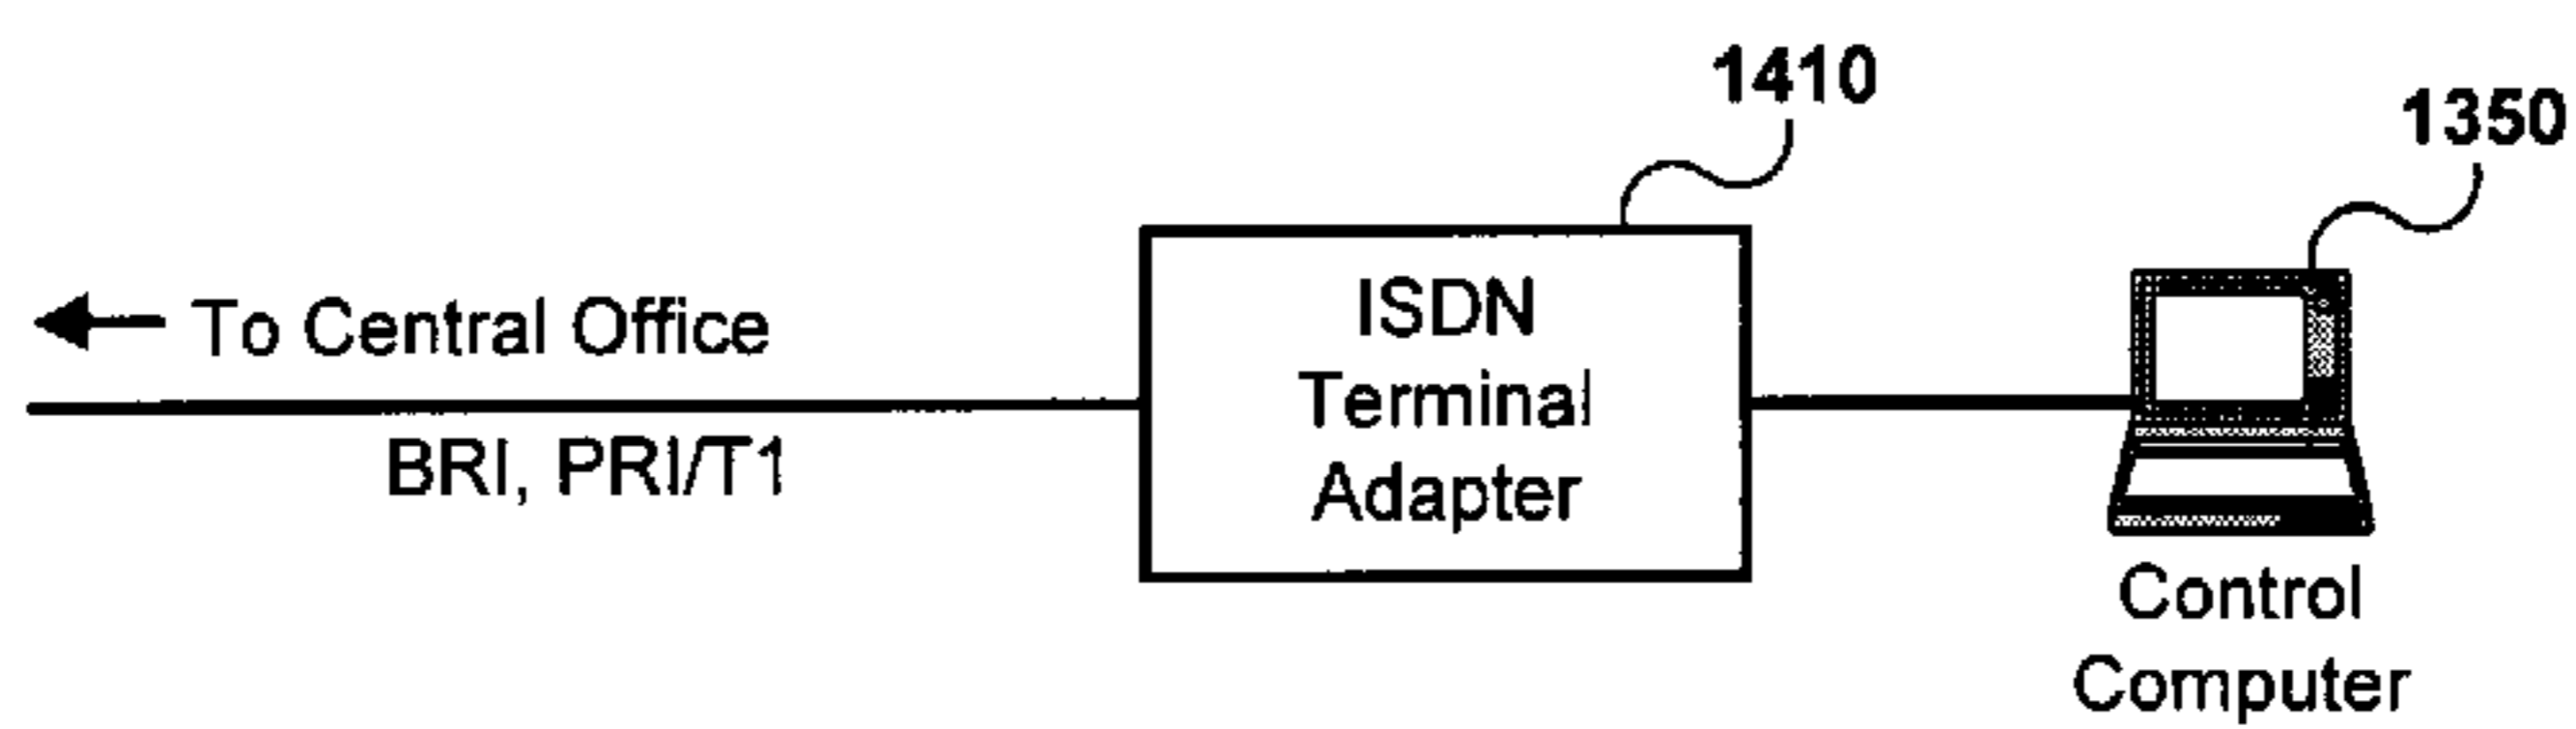 1410
1350
To Central Office
BRI, PRI/T1
ISDN
Terminal
Adapter
Control
Computer